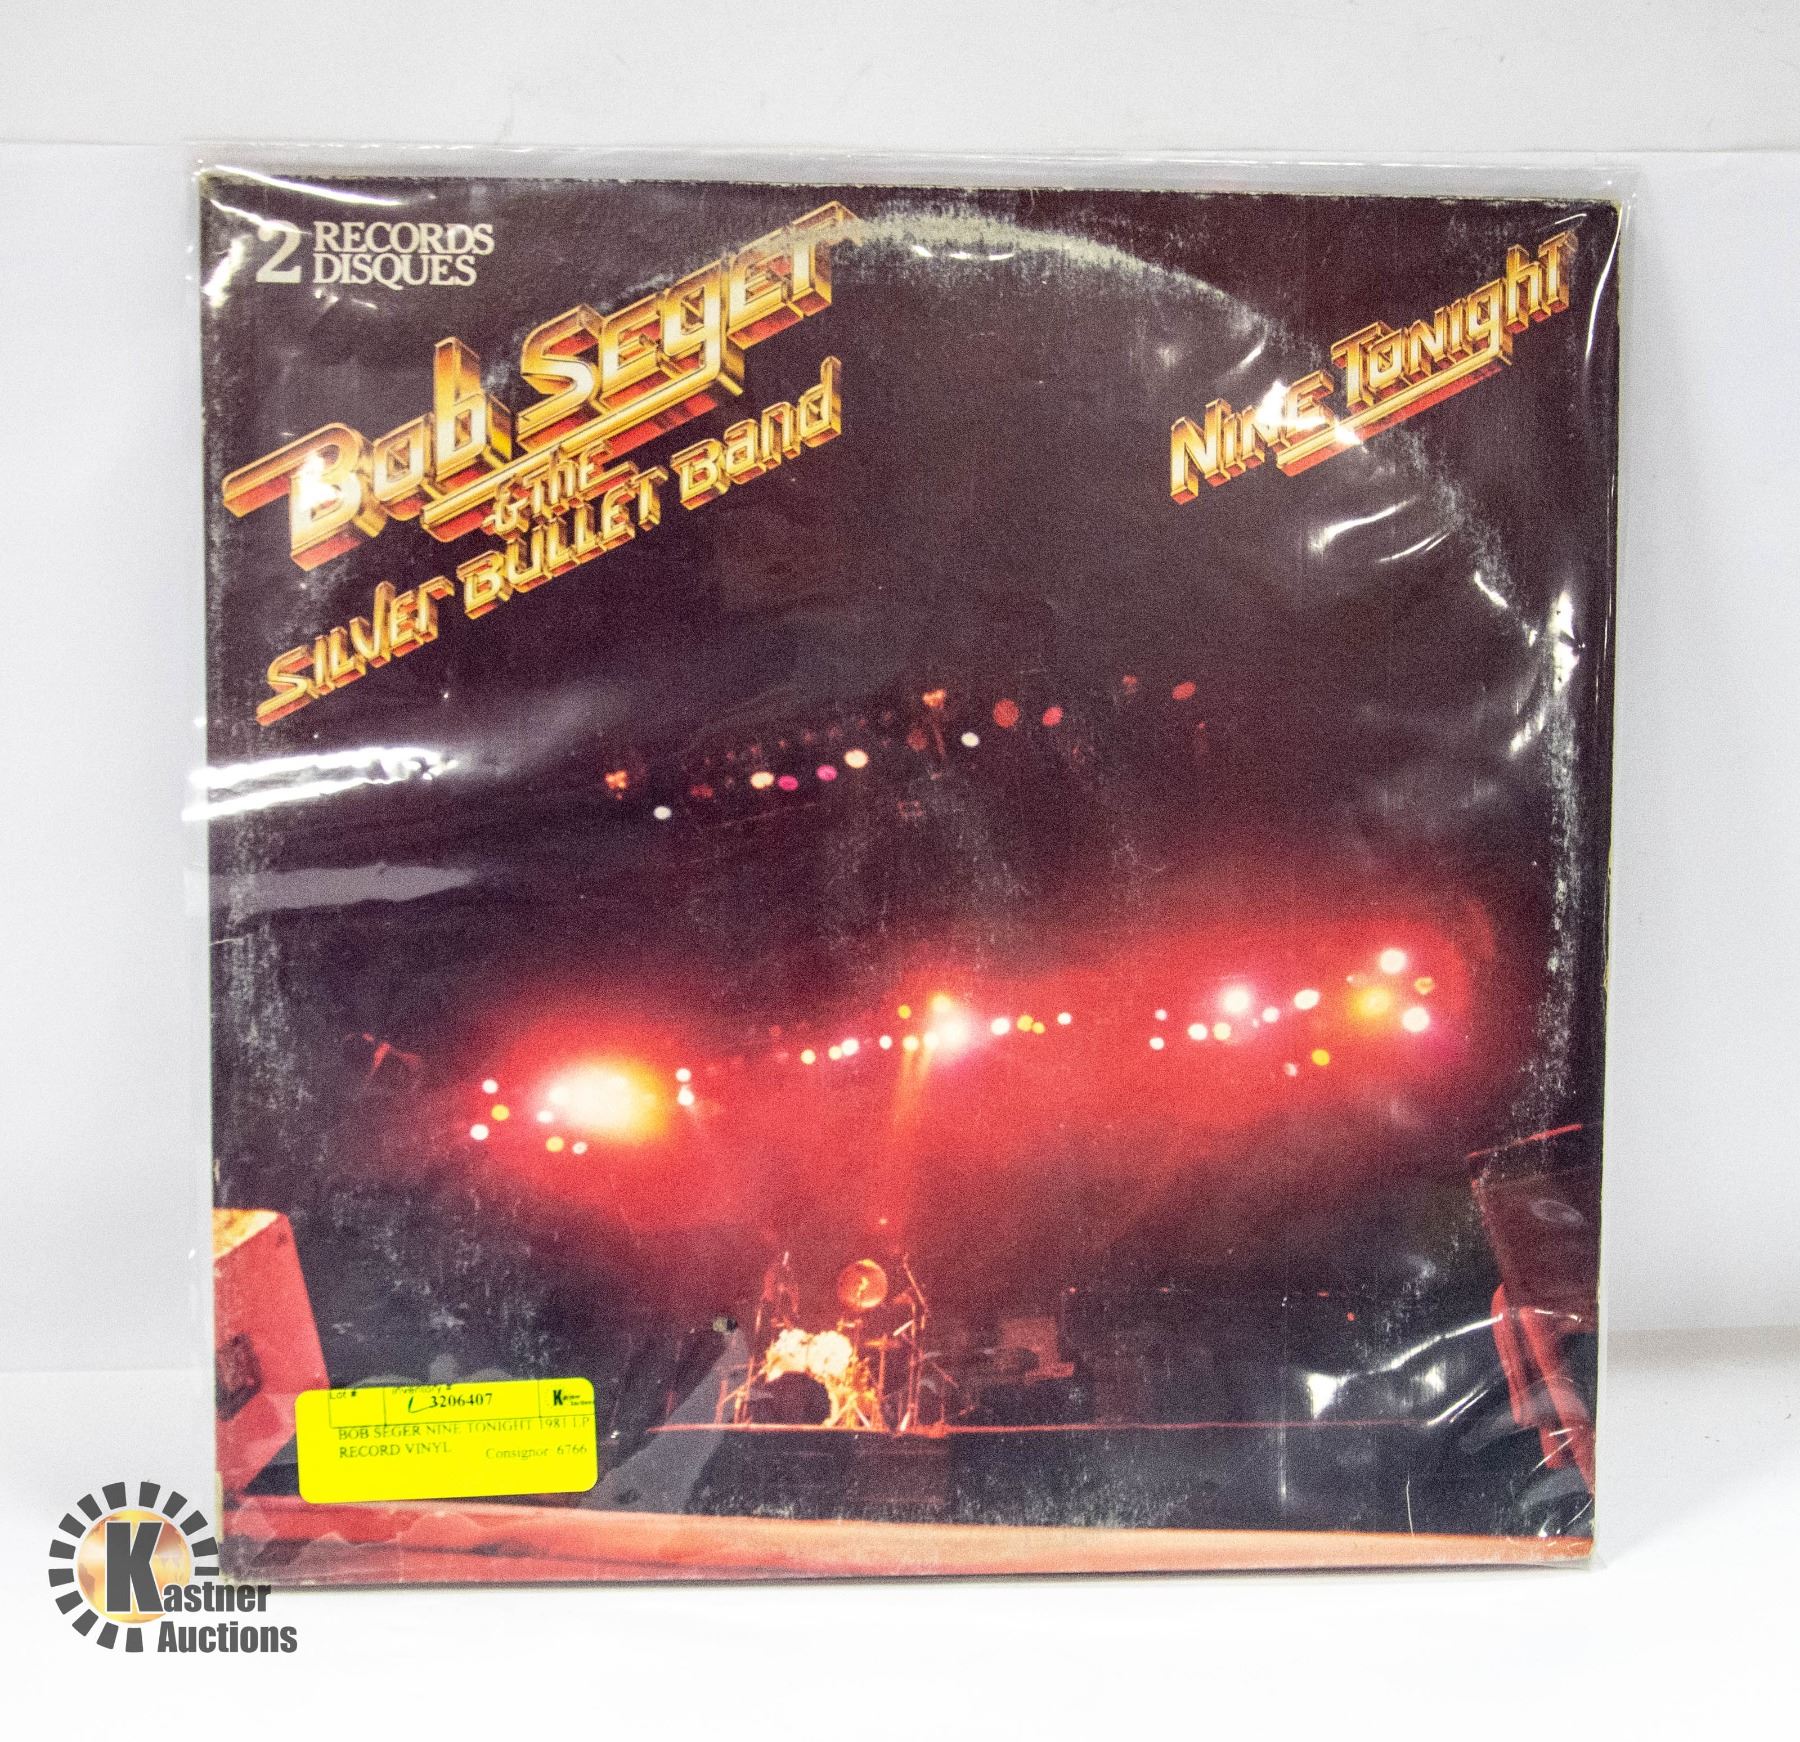 2 RECORDS
DISQUES
Bob Seger
& The
Silver Bullet Band
Nine Tonight
Lot #
Inventory #
3206407
BOB SEGER NINE TONIGHT 1981 LP
RECORD VINYL
Consignor 6766
Kastner
Auctions